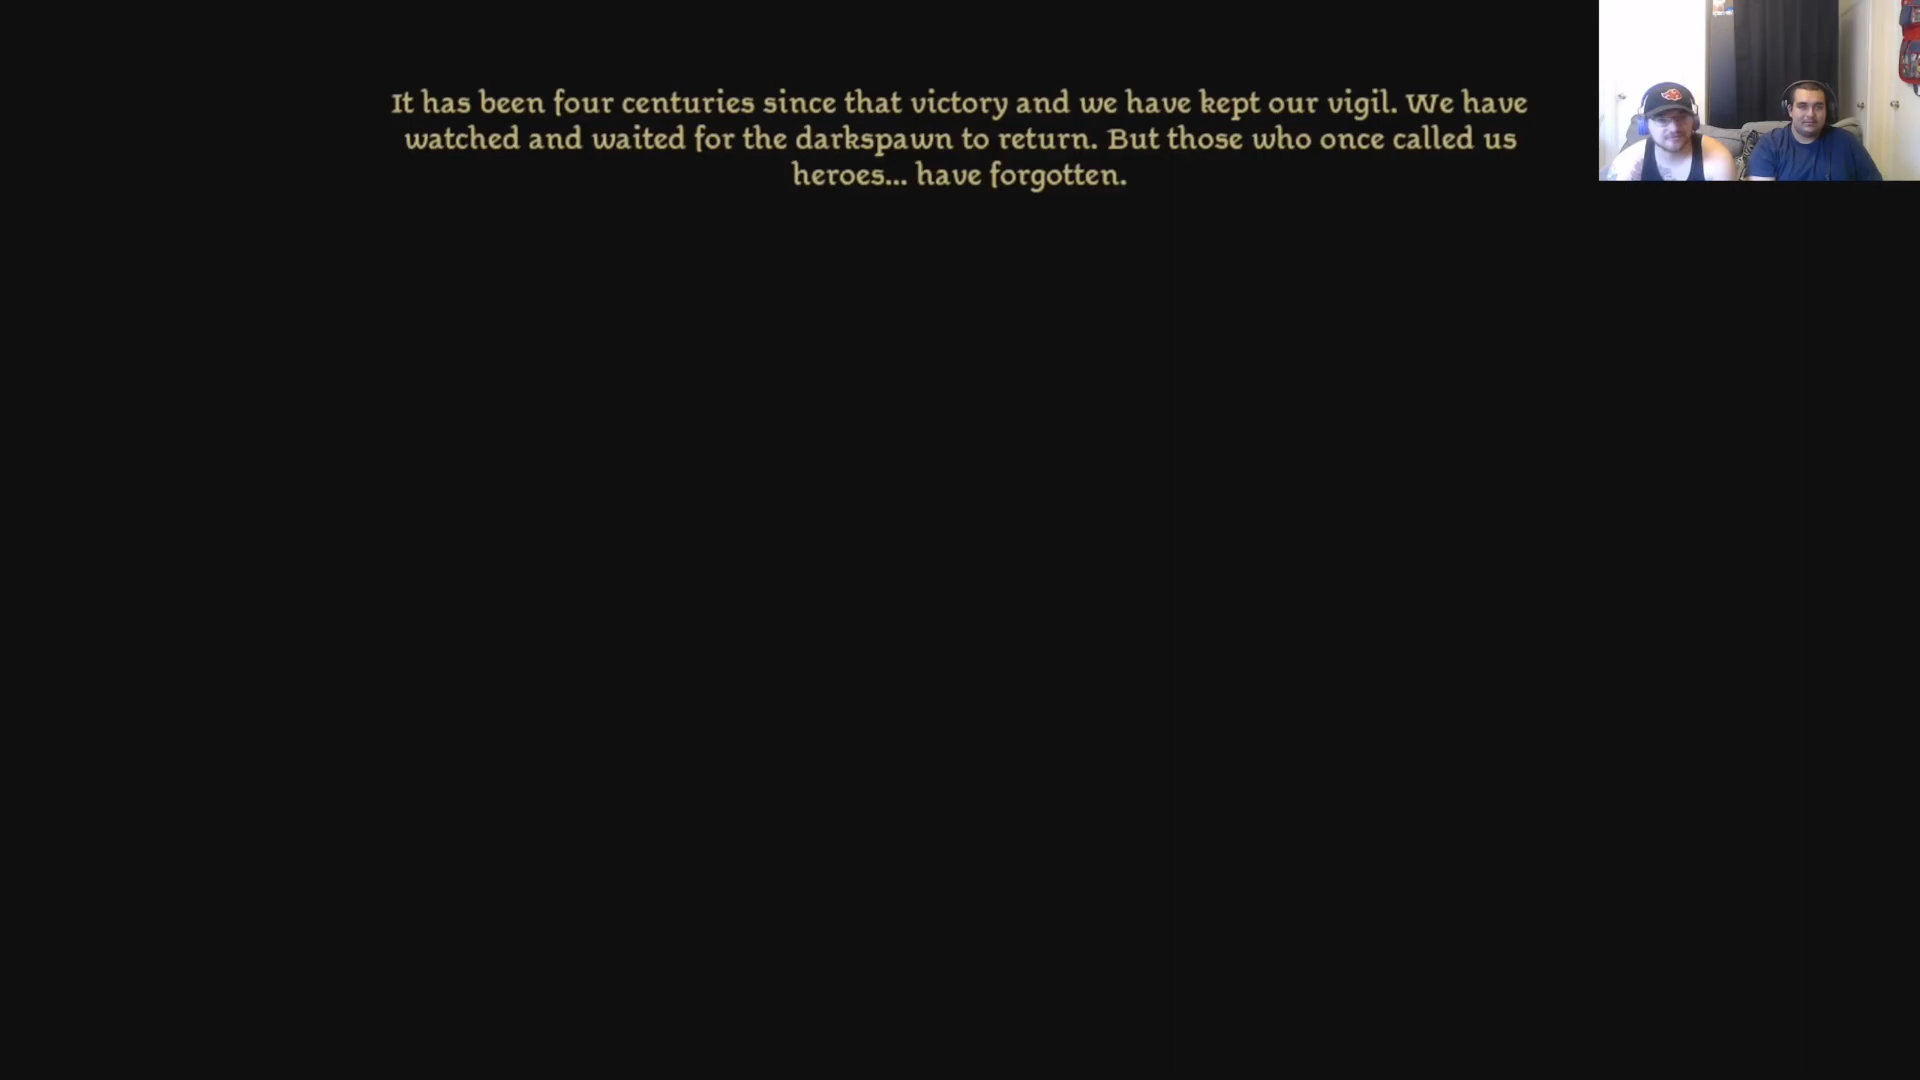 It has been four centuries since that victory and we have kept our vigil. We have
watched and waited for the darkspawn to return. But those who once called us
heroes... have forgotten.